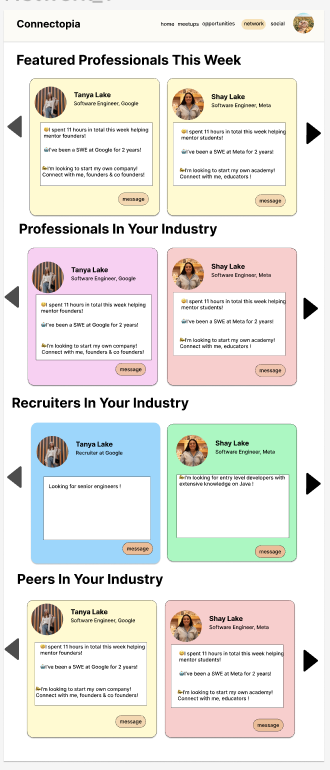 Connectopia
home meetups opportunities network social
Featured Professionals This Week
Tanya Lake
Software Engineer, Google
😊I spent 11 hours in total this week helping
mentor founders!
👩‍💻I've been a SWE at Google for 2 years!
💫I'm looking to start my own company!
Connect with me, founders & co founders!
message
Shay Lake
Software Engineer, Meta
😊I spent 11 hours in total this week helping
mentor students!
👩‍💻I've been a SWE at Meta for 2 years!
💫I'm looking to start my own academy!
Connect with me, educators !
message
Professionals In Your Industry
Tanya Lake
Software Engineer, Google
😊I spent 11 hours in total this week helping
mentor founders!
👩‍💻I've been a SWE at Google for 2 years!
💫I'm looking to start my own company!
Connect with me, founders & co founders!
message
Shay Lake
Software Engineer, Meta
😊I spent 11 hours in total this week helping
mentor students!
👩‍💻I've been a SWE at Meta for 2 years!
💫I'm looking to start my own academy!
Connect with me, educators !
message
Recruiters In Your Industry
Tanya Lake
Recruiter at Google
Looking for senior engineers !
message
Shay Lake
Software Engineer, Meta
💫I'm looking for entry level developers with
extensive knowledge on Java !
message
Peers In Your Industry
Tanya Lake
Software Engineer, Google
😊I spent 11 hours in total this week helping
mentor founders!
👩‍💻I've been a SWE at Google for 2 years!
💫I'm looking to start my own company!
Connect with me, founders & co founders!
message
Shay Lake
Software Engineer, Meta
😊I spent 11 hours in total this week helping
mentor students!
👩‍💻I've been a SWE at Meta for 2 years!
💫I'm looking to start my own academy!
Connect with me, educators !
message